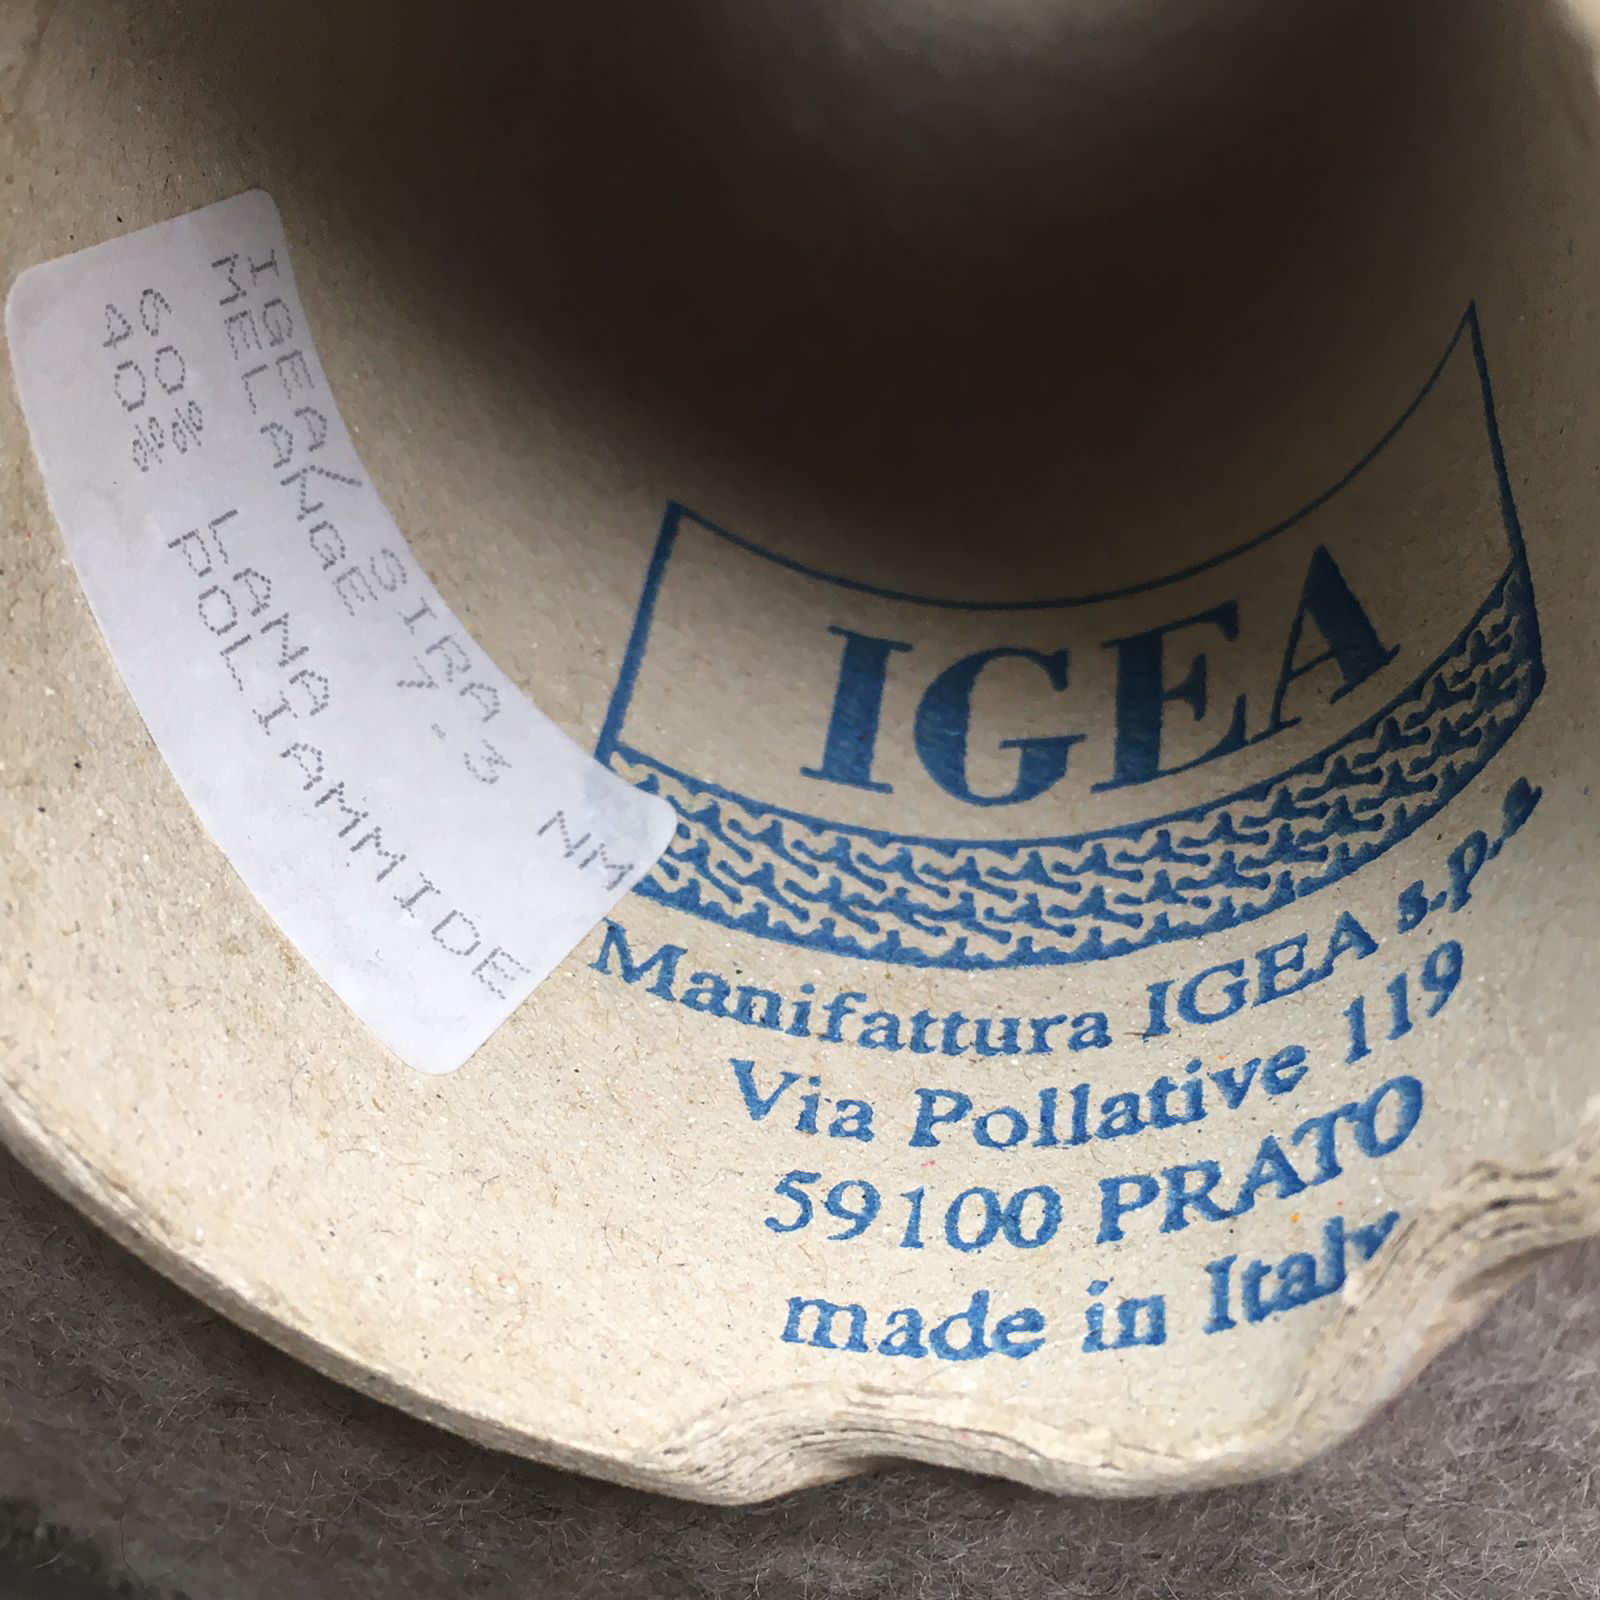 IGEA/ SIRA NM
MELANGE 7-3
60% LANA
40% POLIAMMIDE
IGEA
Manifattura IGEA s.p.a
Via Pollative 119
59100 PRATO
made in Italy